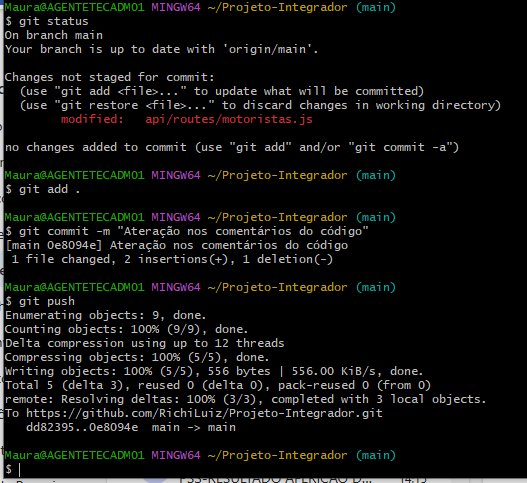 Maura@AGENTETECADM01 MINGW64 ~/Projeto-Integrador (main)
$ git status
On branch main
Your branch is up to date with 'origin/main'.
Changes not staged for commit:
  (use "git add <file>..." to update what will be committed)
  (use "git restore <file>..." to discard changes in working directory)
        modified:   api/routes/motoristas.js
no changes added to commit (use "git add" and/or "git commit -a")
Maura@AGENTETECADM01 MINGW64 ~/Projeto-Integrador (main)
$ git add .
Maura@AGENTETECADM01 MINGW64 ~/Projeto-Integrador (main)
$ git commit -m "Ateração nos comentários do código"
[main 0e8094e] Ateração nos comentários do código
 1 file changed, 2 insertions(+), 1 deletion(-)
Maura@AGENTETECADM01 MINGW64 ~/Projeto-Integrador (main)
$ git push
Enumerating objects: 9, done.
Counting objects: 100% (9/9), done.
Delta compression using up to 12 threads
Compressing objects: 100% (5/5), done.
Writing objects: 100% (5/5), 556 bytes | 556.00 KiB/s, done.
Total 5 (delta 3), reused 0 (delta 0), pack-reused 0 (from 0)
remote: Resolving deltas: 100% (3/3), completed with 3 local objects.
To https://github.com/RichiLuiz/Projeto-Integrador.git
   dd82395..0e8094e  main -> main
Maura@AGENTETECADM01 MINGW64 ~/Projeto-Integrador (main)
$